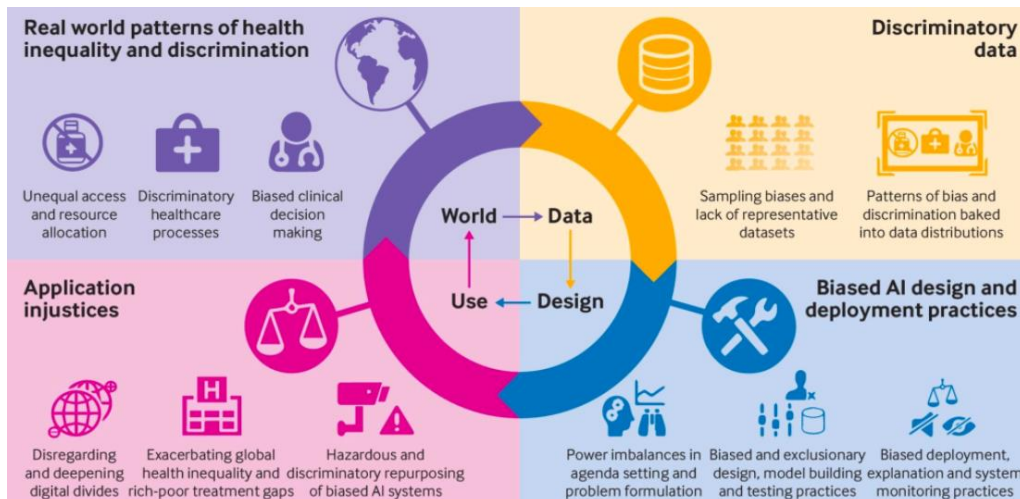 Real world patterns of health
inequality and discrimination
Unequal access
and resource
allocation
Discriminatory
healthcare
processes
Biased clinical
decision
making
Discriminatory
data
Sampling biases and
lack of representative
datasets
Patterns of bias and
discrimination baked
into data distributions
World
Data
Use
Design
Application
injustices
H
Disregarding
and deepening
digital divides
Exacerbating global
health inequality and
rich-poor treatment gaps
Hazardous and
discriminatory repurposing
of biased AI systems
Biased AI design and
deployment practices
Power imbalances in
agenda setting and
problem formulation
Biased and exclusionary
design, model building
and testing practices
Biased deployment,
explanation and system
monitoring practices